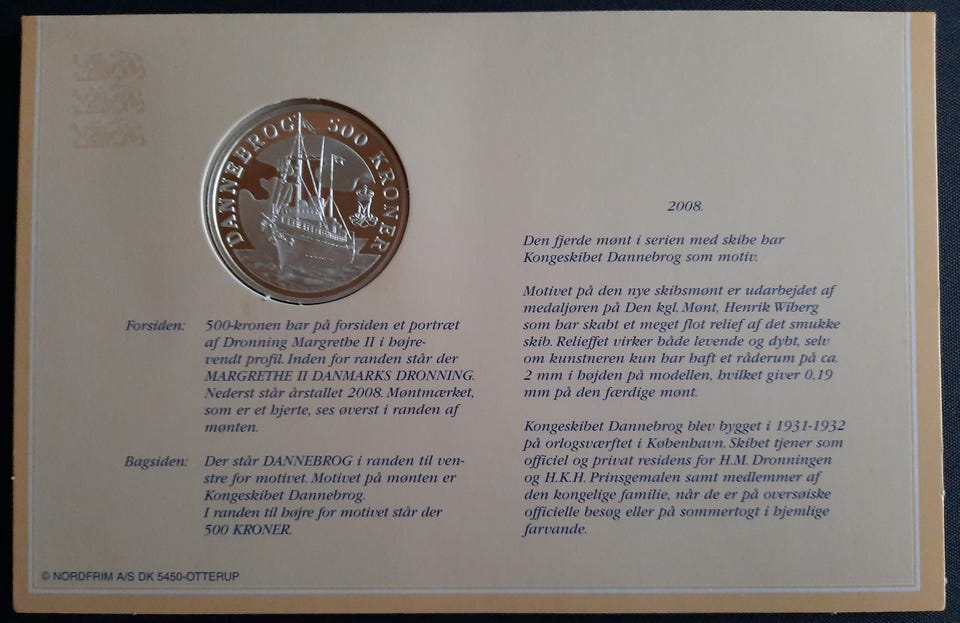 DANNEBROG 500 KRONER
Forsiden: 500-kronen har på forsiden et portræt
af Dronning Margrethe II i højre-
vendt profil. Inden for randen står der
MARGRETHE II DANMARKS DRONNING.
Nederst står årstallet 2008. Møntmærket,
som er et hjerte, ses øverst i randen af
mønten.
Bagsiden: Der står DANNEBROG i randen til ven-
stre for motivet. Motivet på mønten er
Kongeskibet Dannebrog.
I randen til højre for motivet står der
500 KRONER.
© NORDFRIM A/S DK 5450-OTTERUP
2008.
Den fjerde mønt i serien med skibe har
Kongeskibet Dannebrog som motiv.
Motivet på den nye skibsmønt er udarbejdet af
medaljøren på Den kgl. Mønt, Henrik Wiberg
som har skabt et meget flot relief af det smukke
skib. Relieffet virker både levende og dybt, selv
om kunstneren kun har haft et råderum på ca.
2 mm i højden på modellen, hvilket giver 0,19
mm på den færdige mønt.
Kongeskibet Dannebrog blev bygget i 1931-1932
på orlogsværftet i København. Skibet tjener som
officiel og privat residens for H.M. Dronningen
og H.K.H. Prinsgemalen samt medlemmer af
den kongelige familie, når de er på oversøiske
officielle besøg eller på sommertogt i hjemlige
farvande.